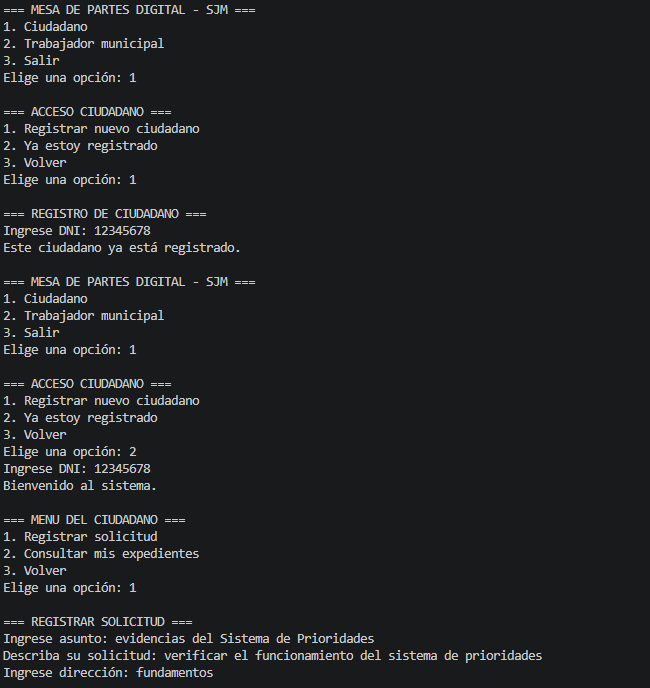 === MESA DE PARTES DIGITAL - SJM ===
1. Ciudadano
2. Trabajador municipal
3. Salir
Elige una opción: 1
=== ACCESO CIUDADANO ===
1. Registrar nuevo ciudadano
2. Ya estoy registrado
3. Volver
Elige una opción: 1
=== REGISTRO DE CIUDADANO ===
Ingrese DNI: 12345678
Este ciudadano ya está registrado.
=== MESA DE PARTES DIGITAL - SJM ===
1. Ciudadano
2. Trabajador municipal
3. Salir
Elige una opción: 1
=== ACCESO CIUDADANO ===
1. Registrar nuevo ciudadano
2. Ya estoy registrado
3. Volver
Elige una opción: 2
Ingrese DNI: 12345678
Bienvenido al sistema.
=== MENU DEL CIUDADANO ===
1. Registrar solicitud
2. Consultar mis expedientes
3. Volver
Elige una opción: 1
=== REGISTRAR SOLICITUD ===
Ingrese asunto: evidencias del Sistema de Prioridades
Describa su solicitud: verificar el funcionamiento del sistema de prioridades
Ingrese dirección: fundamentos